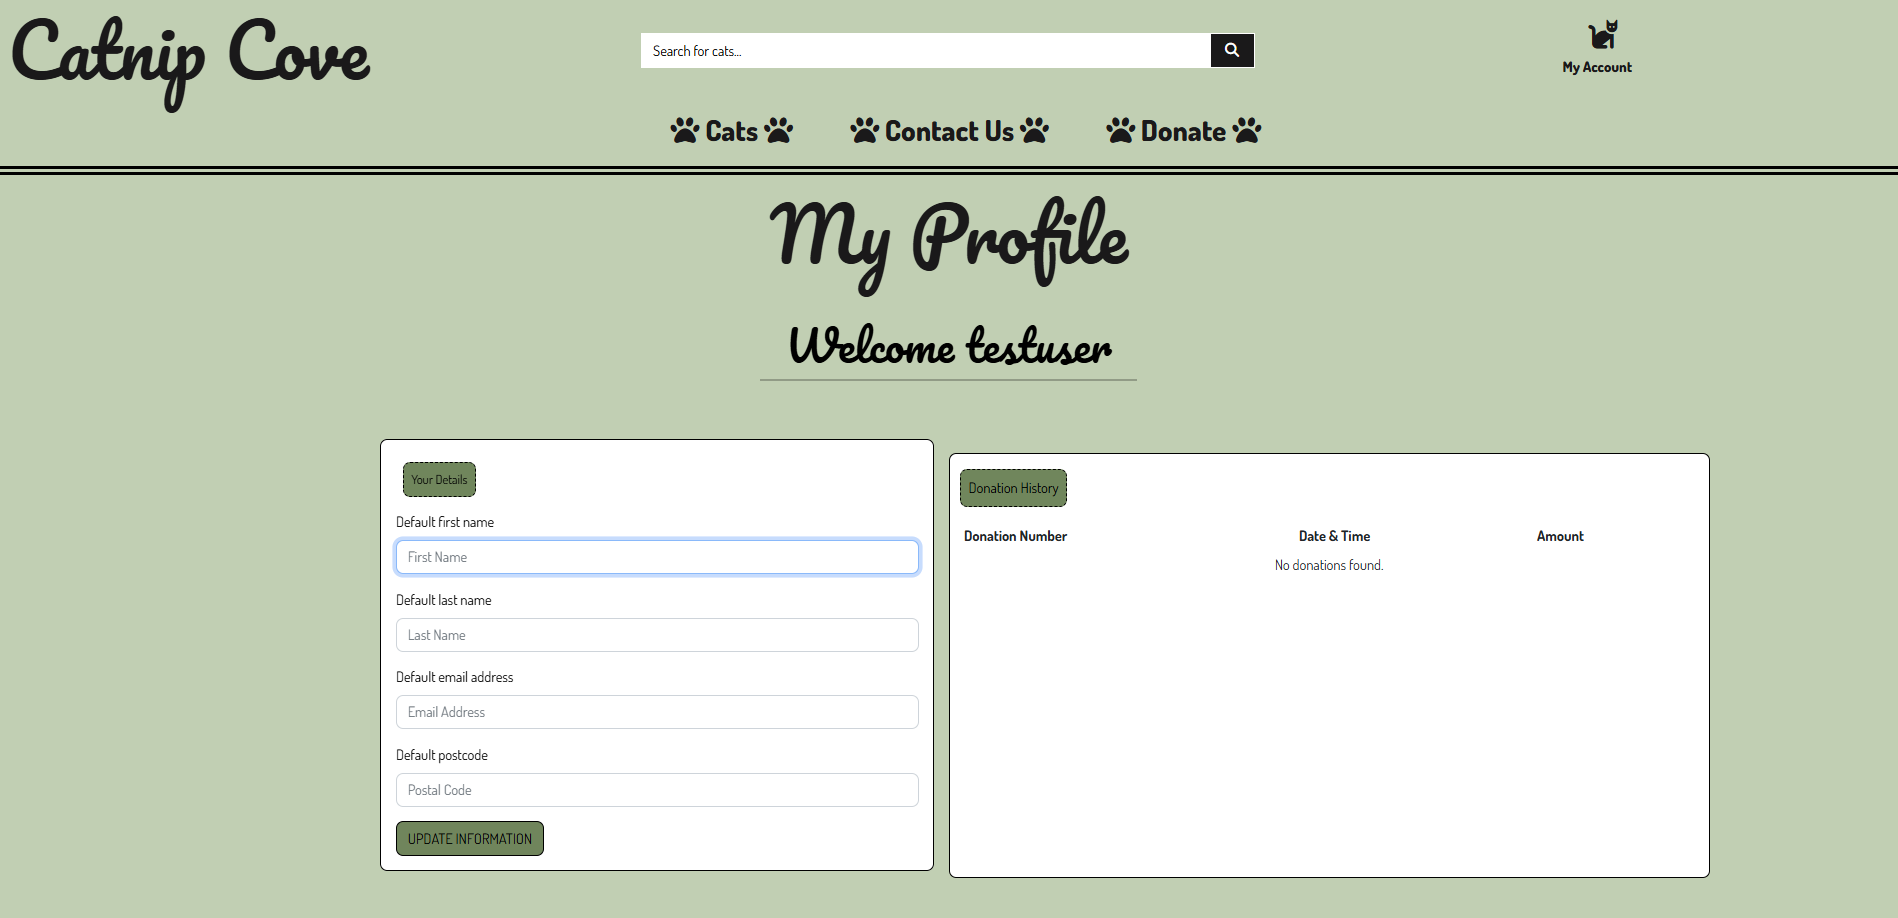 Catnip Cove
Search for cats...
My Account
Cats
Contact Us
Donate
My Profile
Welcome testuser
Your Details
Default first name
First Name
Default last name
Last Name
Default email address
Email Address
Default postcode
Postal Code
UPDATE INFORMATION
Donation History
Donation Number Date & Time Amount
No donations found.